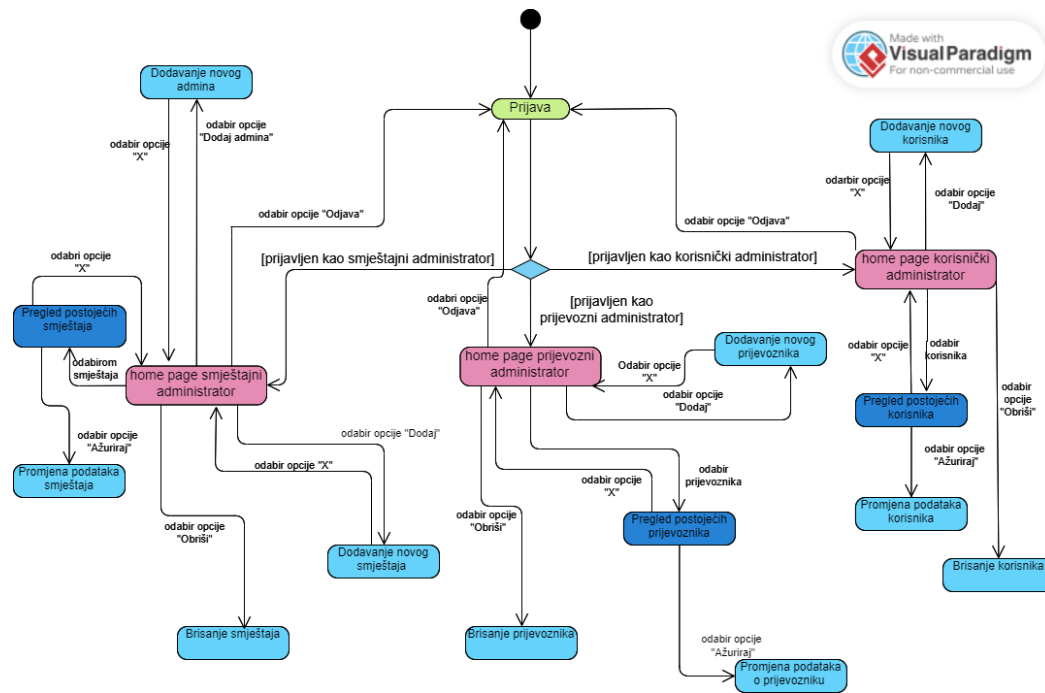 Made with
Visual Paradigm
For non-commercial use
Dodavanje novog
admina
Prijava
odabir opcije
"Dodaj admina"
odabir opcije
"X"
Dodavanje novog
korisnika
odarbir opcije
"X"
odabir opcije
"Dodaj"
odabir opcije "Odjava"
odabir opcije "Odjava"
[prijavljen kao smještajni administrator]
[prijavljen kao korisnički administrator]
home page korisnički
administrator
odabri opcije
"X"
odabri opcije
"Odjava"
[prijavljen kao
prijevozni administrator]
Pregled postojećih
smještaja
odabirom
smještaja
home page smještajni
administrator
home page prijevozni
administrator
Dodavanje novog
prijevoznika
Odabir opcije
"X"
odabir opcije
"Dodaj"
odabir opcije
"X"
odabir
korisnika
odabir
opcije
"Obriši"
Pregled postojećih
korisnika
odabir opcije
"Ažuriraj"
odabir opcije "Dodaj"
odabir opcije
"Ažuriraj"
Promjena podataka
smještaja
odabir opcije "X"
odabir
prijevoznika
odabir opcije
"X"
Promjena podataka
korisnika
odabir opcije
"Obriši"
odabir opcije
"Obriši"
Pregled postojećih
prijevoznika
Dodavanje novog
smještaja
Brisanje korisnika
Brisanje smještaja
Brisanje prijevoznika
odabir opcije
"Ažuriraj"
Promjena podataka
o prijevozniku